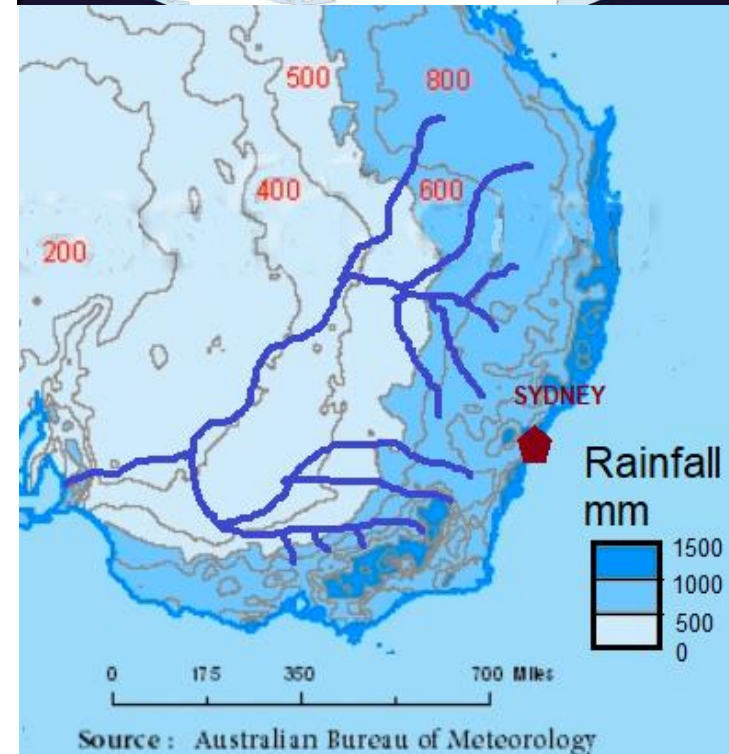 500
800
400
600
200
SYDNEY
Rainfall
mm
1500
1000
500
0
0 175 350 700 Miles
Source : Australian Bureau of Meteorology